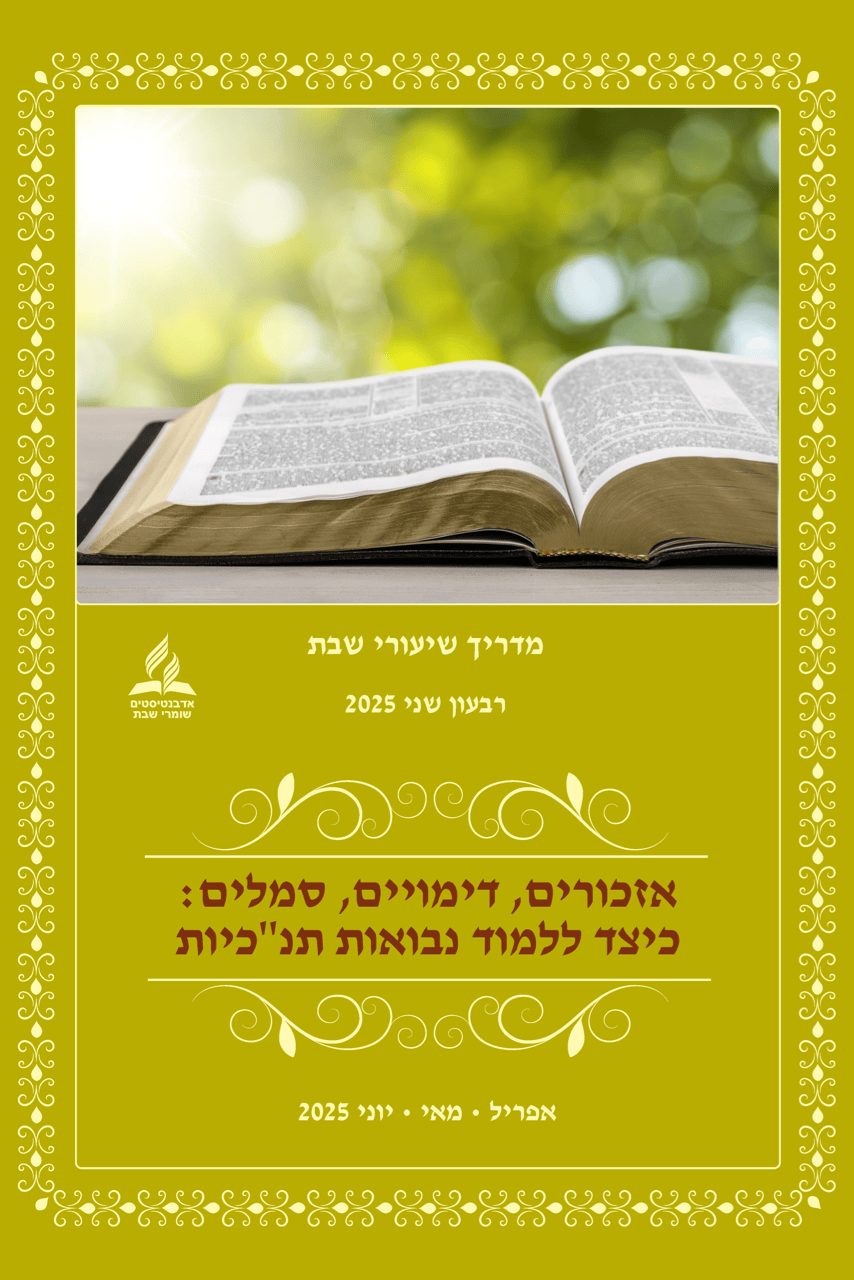 מדריך שיעורי שבת
רבעון שני 2025
אדבנטיסטים
שומרי שבת
אזכורים, דימויים, סמלים:
כיצד ללמוד נבואות תנ"כיות
אפריל • מאי • יוני 2025